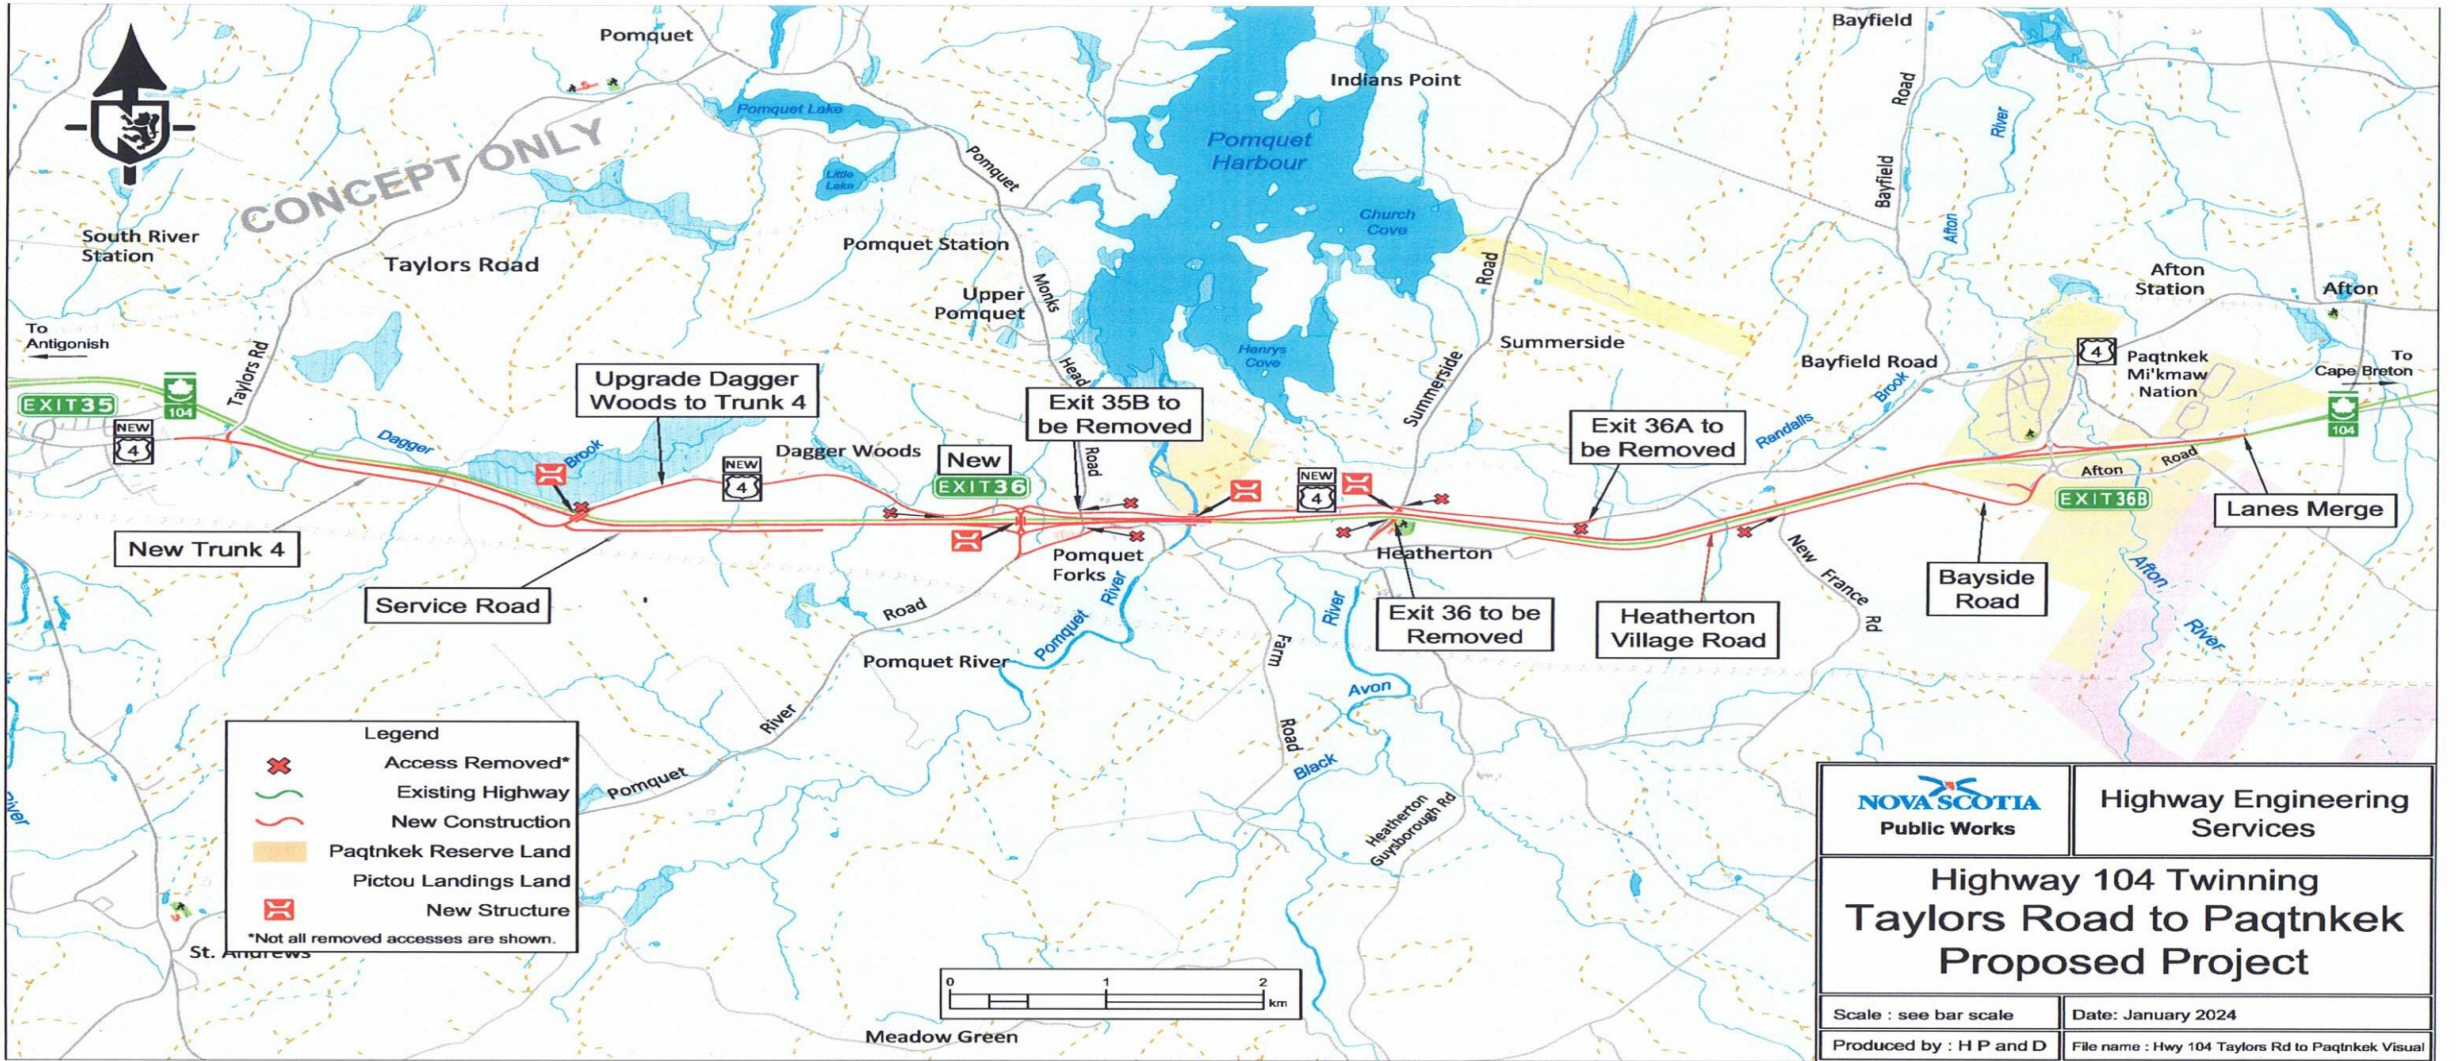 Pomquet
Bayfield
Indians Point
Pomquet Lake
CONCEPT ONLY
Pomquet
Harbour
Road
River
Pomquet
Little
Lake
Bayfield
Church
Cove
South River
Station
Taylors Road
Pomquet Station
Afton
Road
Afton
Station
Afton
Upper
Pomquet
Monks
To
Antigonish
Taylors Rd
Henrys
Cove
Summerside
Summerside
Bayfield Road
4
Paqtnkek
Mi'kmaw
Nation
To
Cape Breton
104
EXIT35
Upgrade Dagger
Woods to Trunk 4
Head
Exit 35B to
be Removed
Randalls
Brook
104
NEW
4
Dagger
Brook
Dagger Woods
New
EXIT36
Road
Exit 36A to
be Removed
NEW
4
NEW
4
Afton
Road
EXIT36B
Lanes Merge
New Trunk 4
Service Road
Pomquet
Forks
Heatherton
New France Rd
Bayside
Road
Afton
River
Exit 36 to be
Removed
Heatherton
Village Road
Road
Pomquet
River
River
Farm
Road
Pomquet River
Avon
River
Pomquet
Black
Heatherton
Guysborough Rd
River
Legend
Access Removed*
Existing Highway
New Construction
Paqtnkek Reserve Land
Pictou Landings Land
New Structure
*Not all removed accesses are shown.
St. Andrews
0 1 2
km
Meadow Green
NOVA SCOTIA
Public Works
Highway Engineering
Services
Highway 104 Twinning
Taylors Road to Paqtnkek
Proposed Project
Scale : see bar scale
Date: January 2024
Produced by : H P and D
File name : Hwy 104 Taylors Rd to Paqtnkek Visual